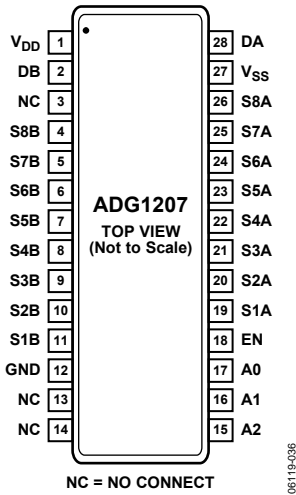 VDD 1 28 DA
DB 2 27 VSS
NC 3 26 S8A
S8B 4 25 S7A
S7B 5 24 S6A
S6B 6 23 S5A
S5B 7 22 S4A
S4B 8 21 S3A
S3B 9 20 S2A
S2B 10 19 S1A
S1B 11 18 EN
GND 12 17 A0
NC 13 16 A1
NC 14 15 A2
ADG1207
TOP VIEW
(Not to Scale)
NC = NO CONNECT
06119-036